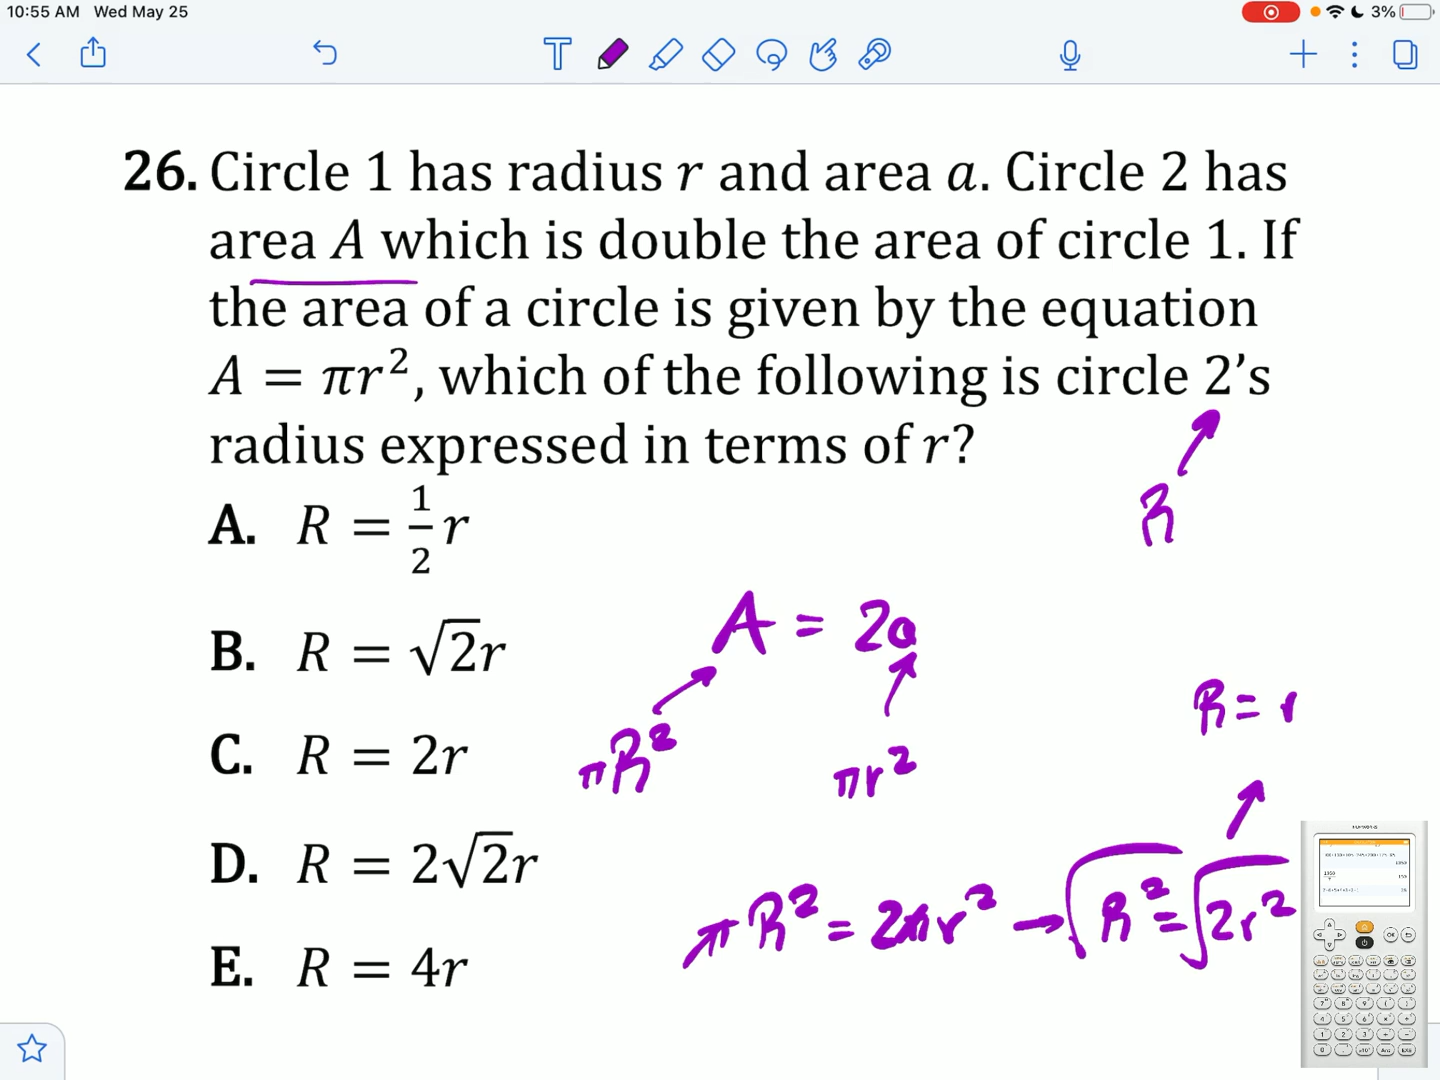 10:55 AM Wed May 25
3%
T
26. Circle 1 has radius r and area a. Circle 2 has
area A which is double the area of circle 1. If
the area of a circle is given by the equation
A = πr², which of the following is circle 2’s
radius expressed in terms of r?
R
A. R = 1/2 r
A = 2a
B. R = √2r
R = r
C. R = 2r
πR²
πr²
D. R = 2√2r
πR² = 2πr² → √R² = √2r²
E. R = 4r